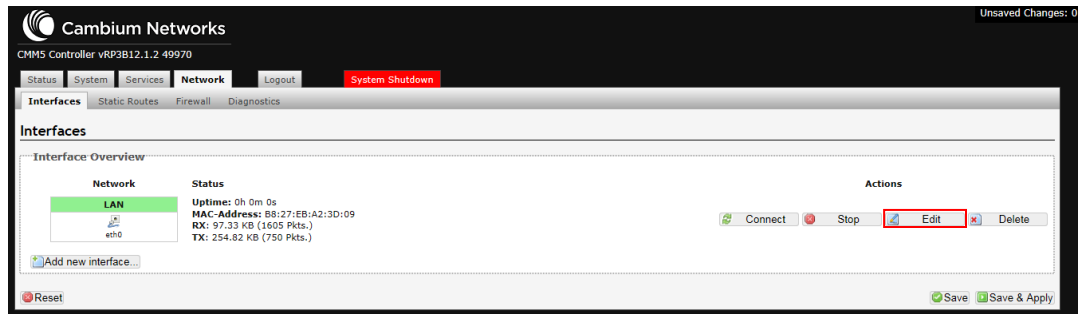 Unsaved Changes: 0
Cambium Networks
CMM5 Controller vRP3B12.1.2 49970
Status System Services Network Logout System Shutdown
Interfaces Static Routes Firewall Diagnostics
Interfaces
Interface Overview
Network Status Actions
LAN
eth0
Uptime: 0h 0m 0s
MAC-Address: B8:27:EB:A2:3D:09
RX: 97.33 KB (1605 Pkts.)
TX: 254.82 KB (750 Pkts.)
Connect Stop Edit Delete
Add new interface...
Reset Save Save & Apply